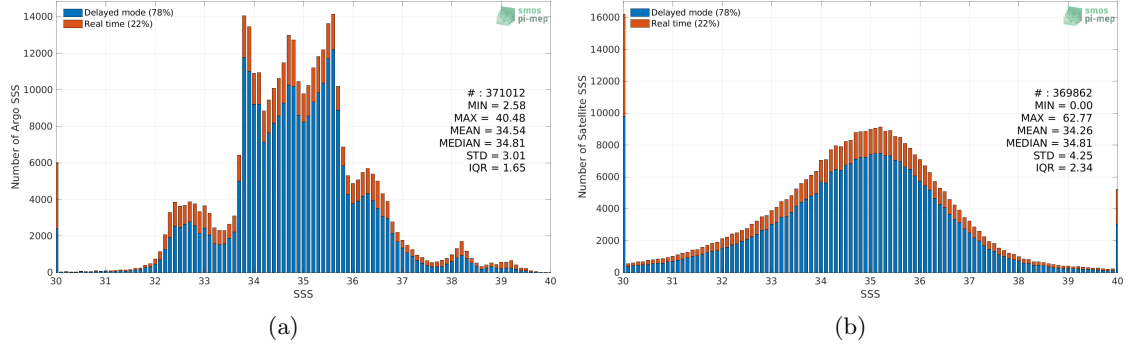 Delayed mode (78%)
Real time (22%)
smos
pi-mep
14000
12000
10000
8000
6000
4000
2000
0
Number of Argo SSS
# : 371012
MIN = 2.58
MAX = 40.48
MEAN = 34.54
MEDIAN = 34.81
STD = 3.01
IQR = 1.65
30 31 32 33 34 35 36 37 38 39 40
SSS
(a)
Delayed mode (78%)
Real time (22%)
smos
pi-mep
16000
14000
12000
10000
8000
6000
4000
2000
0
Number of Satellite SSS
# : 369862
MIN = 0.00
MAX = 62.77
MEAN = 34.26
MEDIAN = 34.81
STD = 4.25
IQR = 2.34
30 31 32 33 34 35 36 37 38 39 40
SSS
(b)